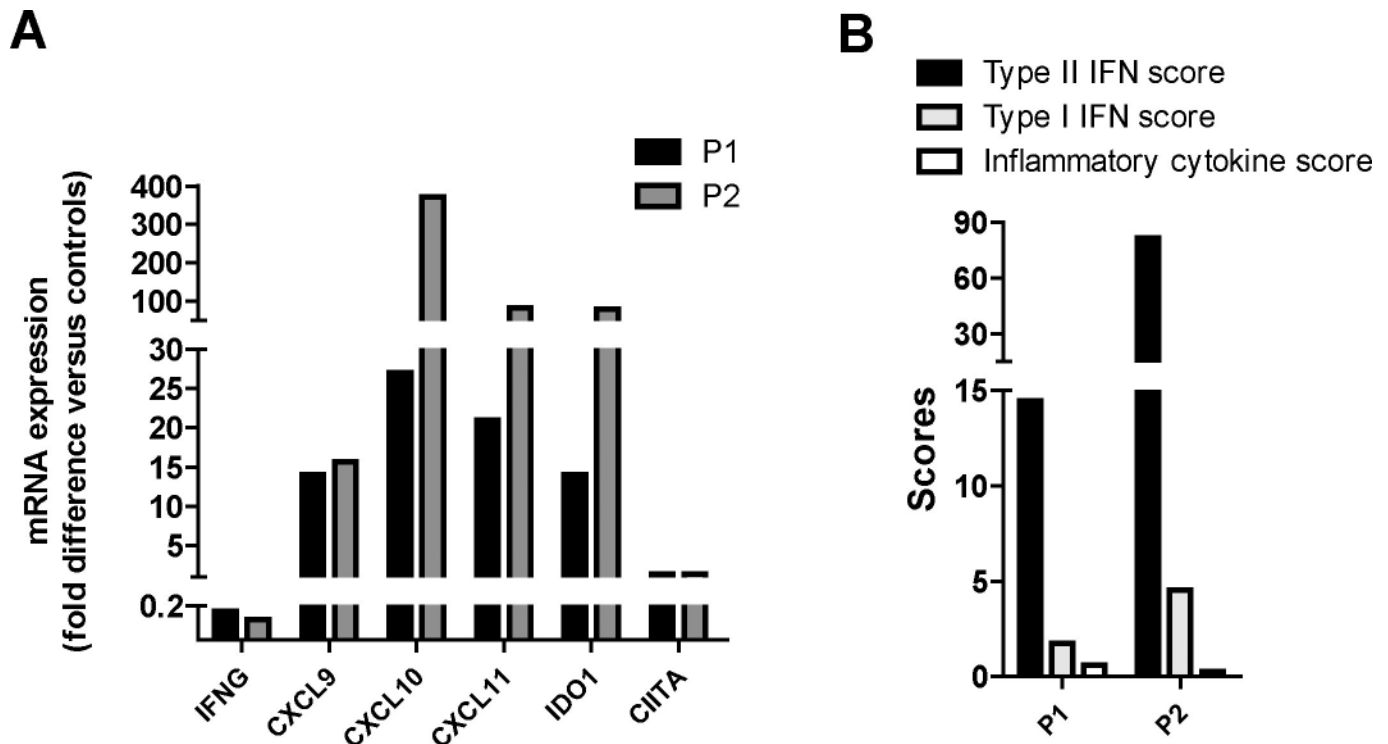 A
P1
P2
mRNA expression
(fold difference versus controls)
400
300
200
100
30
25
20
15
10
5
0.2
IFNG
CXCL9
CXCL10
CXCL11
IDO1
CIITA
B
Type II IFN score
Type I IFN score
Inflammatory cytokine score
Scores
90
60
30
15
10
5
0
P1
P2